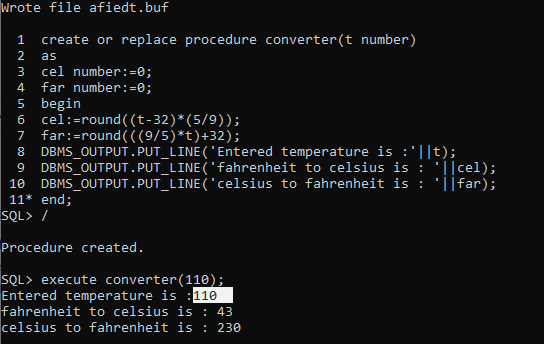 Wrote file afiedt.buf
1 create or replace procedure converter(t number)
2 as
3 cel number:=0;
4 far number:=0;
5 begin
6 cel:=round((t-32)*(5/9));
7 far:=round(((9/5)*t)+32);
8 DBMS_OUTPUT.PUT_LINE('Entered temperature is :'||t);
9 DBMS_OUTPUT.PUT_LINE('fahrenheit to celsius is : '||cel);
10 DBMS_OUTPUT.PUT_LINE('celsius to fahrenheit is : '||far);
11* end;
SQL> /
Procedure created.
SQL> execute converter(110);
Entered temperature is :110
fahrenheit to celsius is : 43
celsius to fahrenheit is : 230